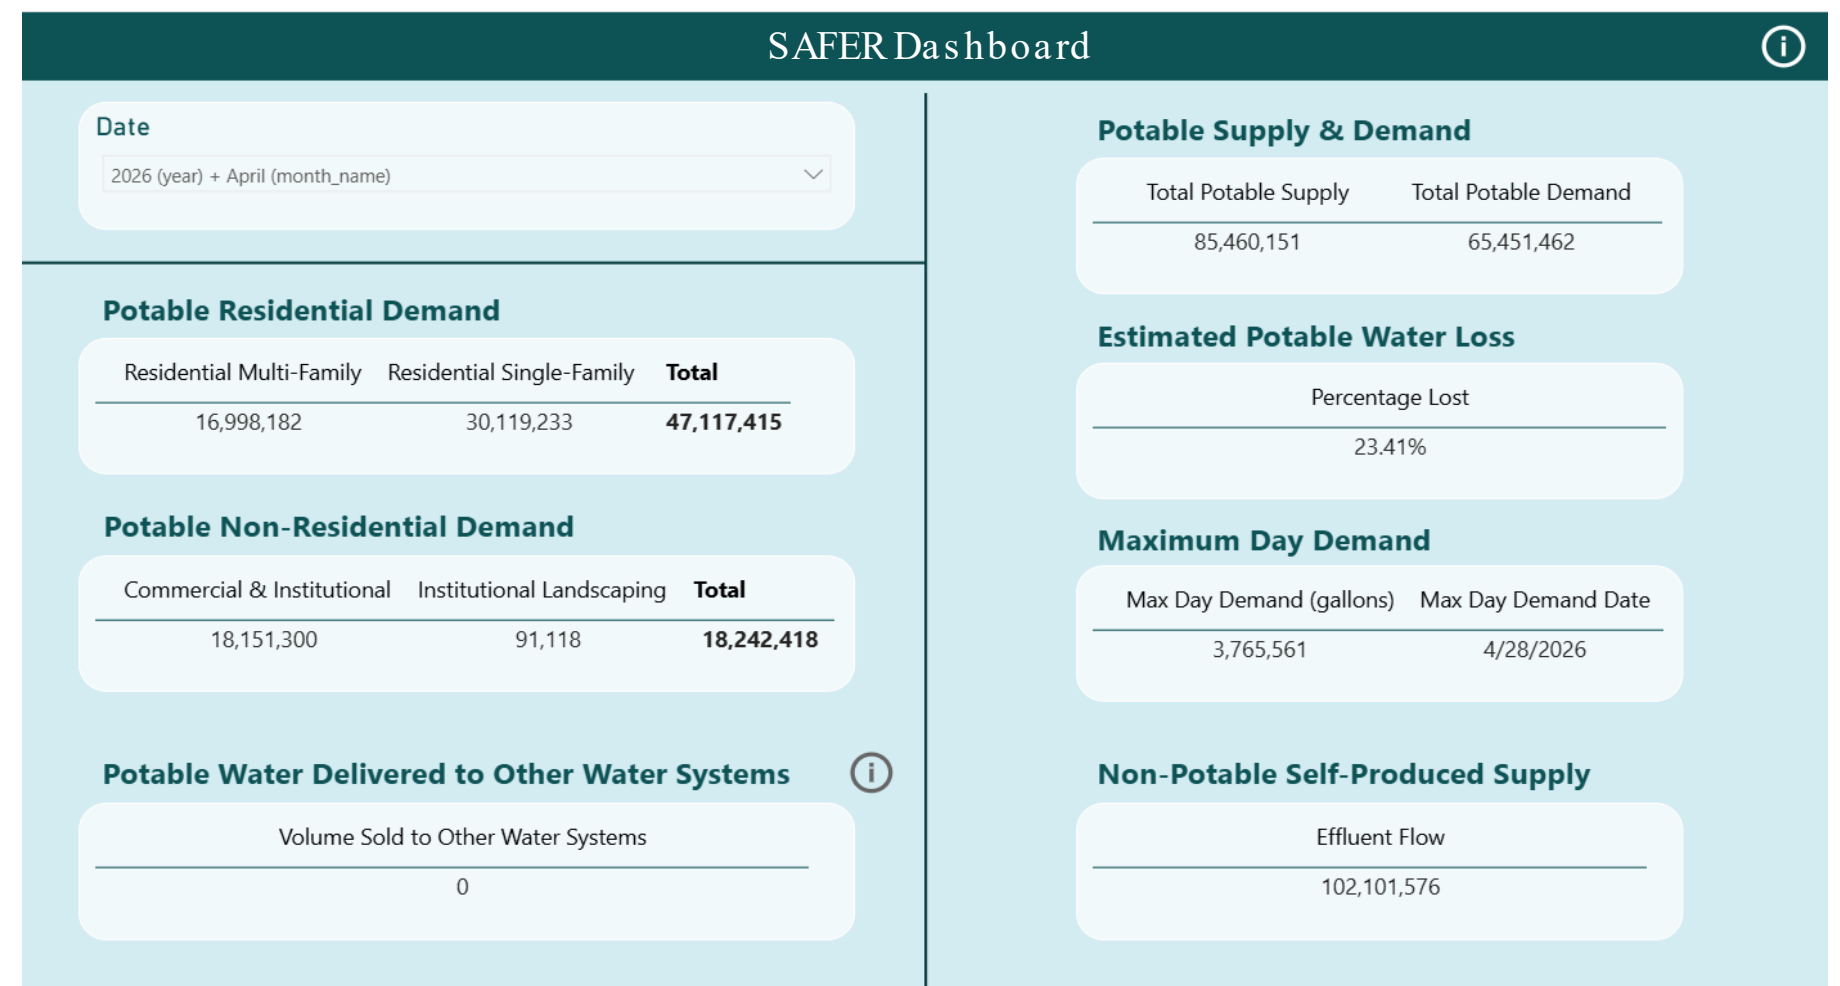 SAFER Dashboard
Date
2026 (year) + April (month_name)
Potable Residential Demand
Residential Multi-Family Residential Single-Family Total
16,998,182 30,119,233 47,117,415
Potable Non-Residential Demand
Commercial & Institutional Institutional Landscaping Total
18,151,300 91,118 18,242,418
Potable Water Delivered to Other Water Systems
Volume Sold to Other Water Systems
0
Potable Supply & Demand
Total Potable Supply Total Potable Demand
85,460,151 65,451,462
Estimated Potable Water Loss
Percentage Lost
23.41%
Maximum Day Demand
Max Day Demand (gallons) Max Day Demand Date
3,765,561 4/28/2026
Non-Potable Self-Produced Supply
Effluent Flow
102,101,576